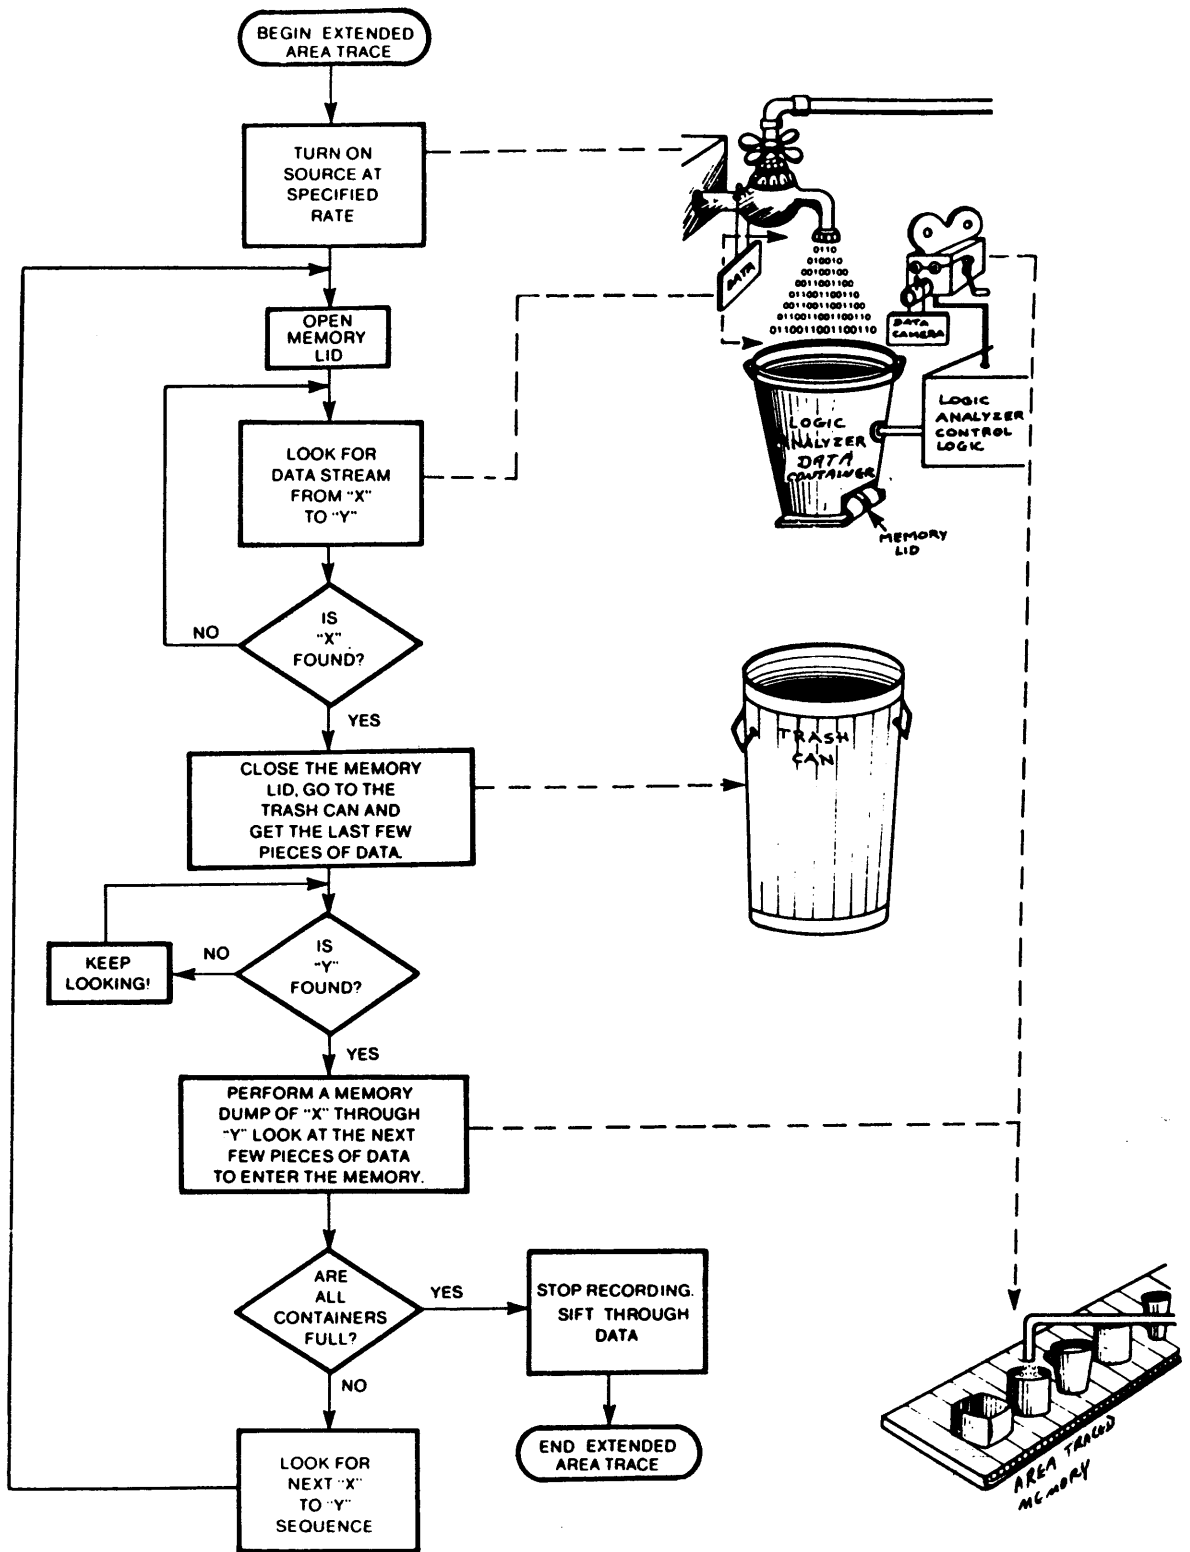 BEGIN EXTENDED
AREA TRACE
TURN ON
SOURCE AT
SPECIFIED
RATE
OPEN
MEMORY
LID
LOOK FOR
DATA STREAM
FROM "X"
TO "Y"
IS
"X"
FOUND?
NO
YES
CLOSE THE MEMORY
LID, GO TO THE
TRASH CAN AND
GET THE LAST FEW
PIECES OF DATA.
IS
"Y"
FOUND?
NO
KEEP
LOOKING!
YES
PERFORM A MEMORY
DUMP OF "X" THROUGH
"Y" LOOK AT THE NEXT
FEW PIECES OF DATA
TO ENTER THE MEMORY.
ARE
ALL
CONTAINERS
FULL?
YES
STOP RECORDING.
SIFT THROUGH
DATA
END EXTENDED
AREA TRACE
NO
LOOK FOR
NEXT "X"
TO "Y"
SEQUENCE
DATA
0110
010010
00100100
001100110
001100110
00110011001100110
DATA
CAMERA
LOGIC
ANALYZER
CONTROL
LOGIC
LOGIC
ANALYZER
DATA
CONTAINER
MEMORY
LID
TRASH
CAN
AREA TRACED
MEMORY